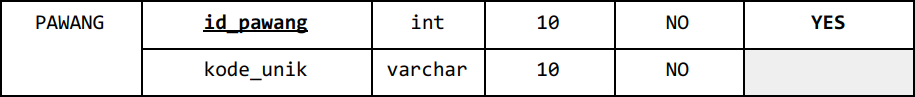 PAWANG id_pawang int 10 NO YES
kode_unik varchar 10 NO